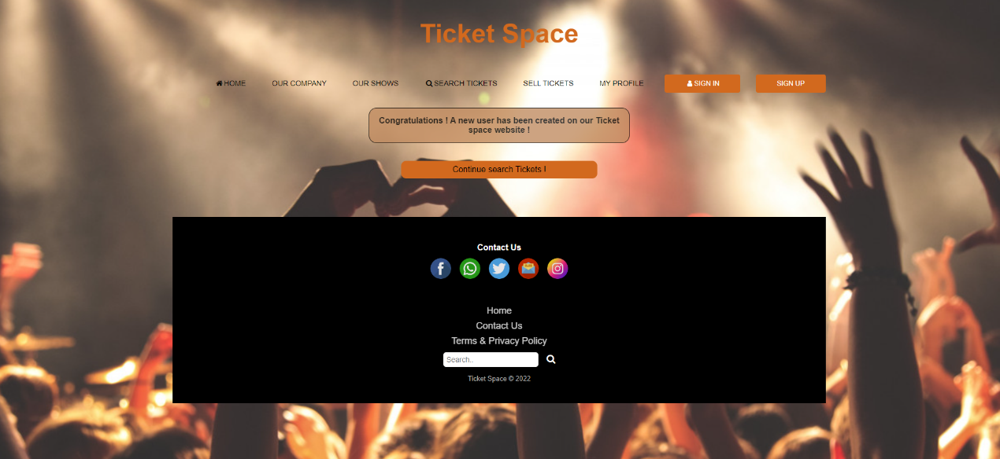 Ticket Space
HOME OUR COMPANY OUR SHOWS SEARCH TICKETS SELL TICKETS MY PROFILE SIGN IN SIGN UP
Congratulations ! A new user has been created on our Ticket
space website !
Continue search Tickets !
Contact Us
Home
Contact Us
Terms & Privacy Policy
Search..
Ticket Space © 2022